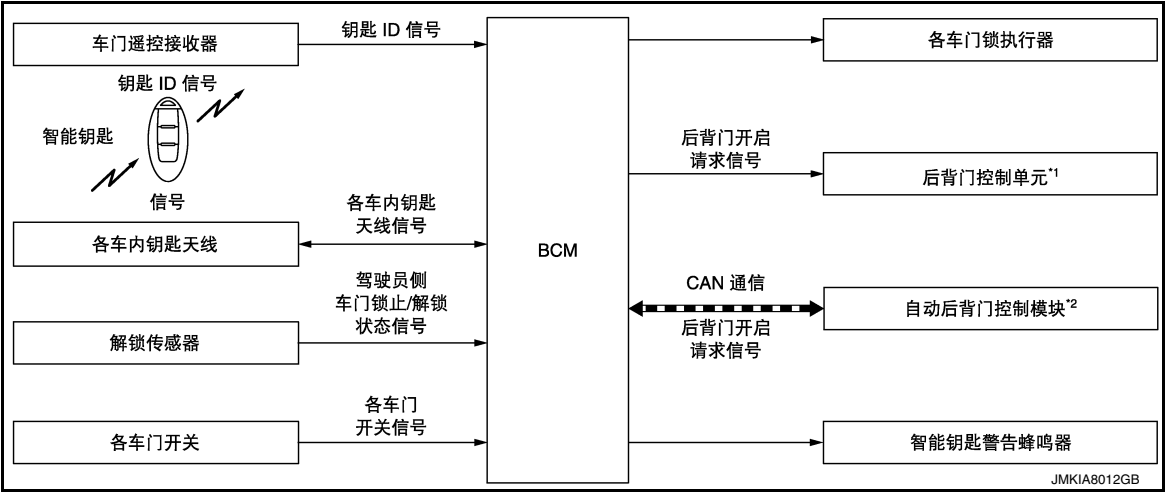 车门遥控接收器
钥匙 ID 信号
各车门锁执行器
钥匙 ID 信号
智能钥匙
信号
后背门开启
请求信号
后背门控制单元*1
各车内钥匙天线
各车内钥匙
天线信号
BCM
CAN 通信
后背门开启
请求信号
自动后背门控制模块*2
驾驶员侧
车门锁止/解锁
状态信号
解锁传感器
各车门
开关信号
各车门开关
智能钥匙警告蜂鸣器
JMKIA8012GB